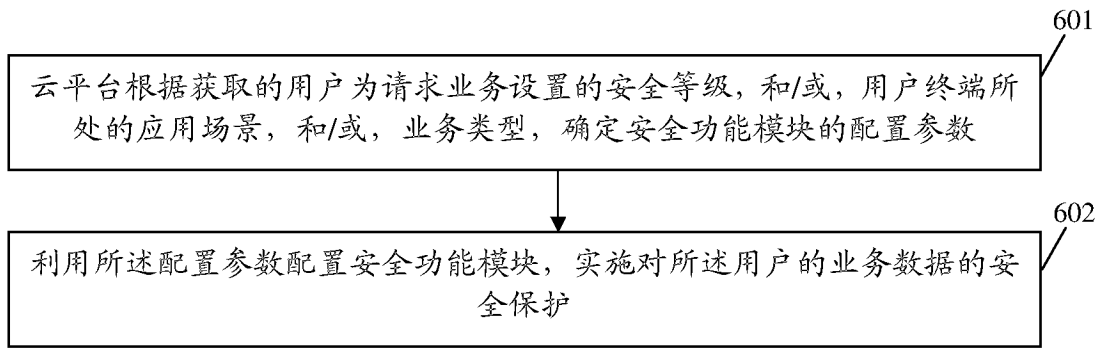 601
云平台根据获取的用户为请求业务设置的安全等级，和/或，用户终端所
处的应用场景，和/或，业务类型，确定安全功能模块的配置参数
602
利用所述配置参数配置安全功能模块，实施对所述用户的业务数据的安
全保护